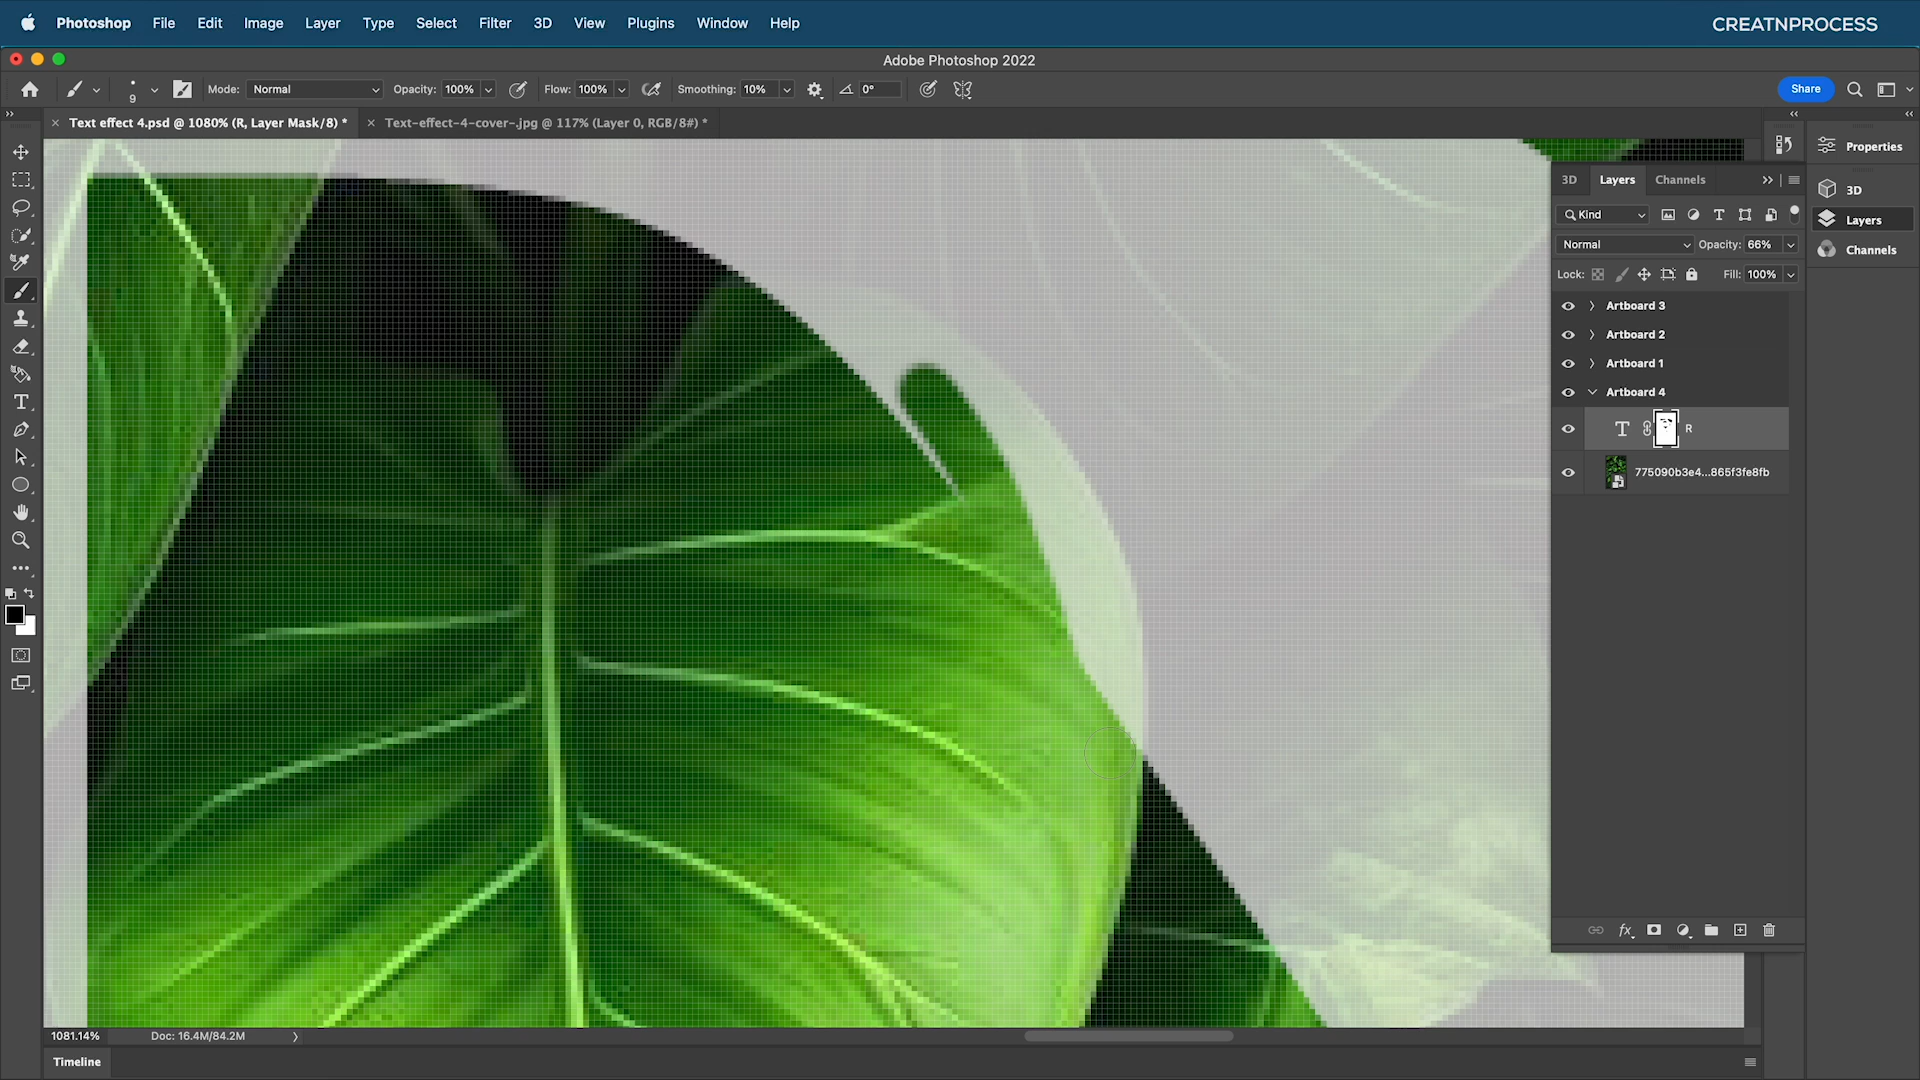 Photoshop File Edit Image Layer Type Select Filter 3D View Plugins Window Help
CREATNPROCESS
Adobe Photoshop 2022
9 Mode: Normal Opacity: 100% Flow: 100% Smoothing: 10% 0° Share
Text effect 4.psd @ 1080% (R, Layer Mask/8) * Text-effect-4-cover-.jpg @ 117% (Layer 0, RGB/8#) *
3D Layers Channels
Kind
Normal Opacity: 66%
Lock: Fill: 100%
Artboard 3
Artboard 2
Artboard 1
Artboard 4
R
775090b3e4...865f3fe8fb
Properties
3D
Layers
Channels
1081.14% Doc: 16.4M/84.2M
Timeline